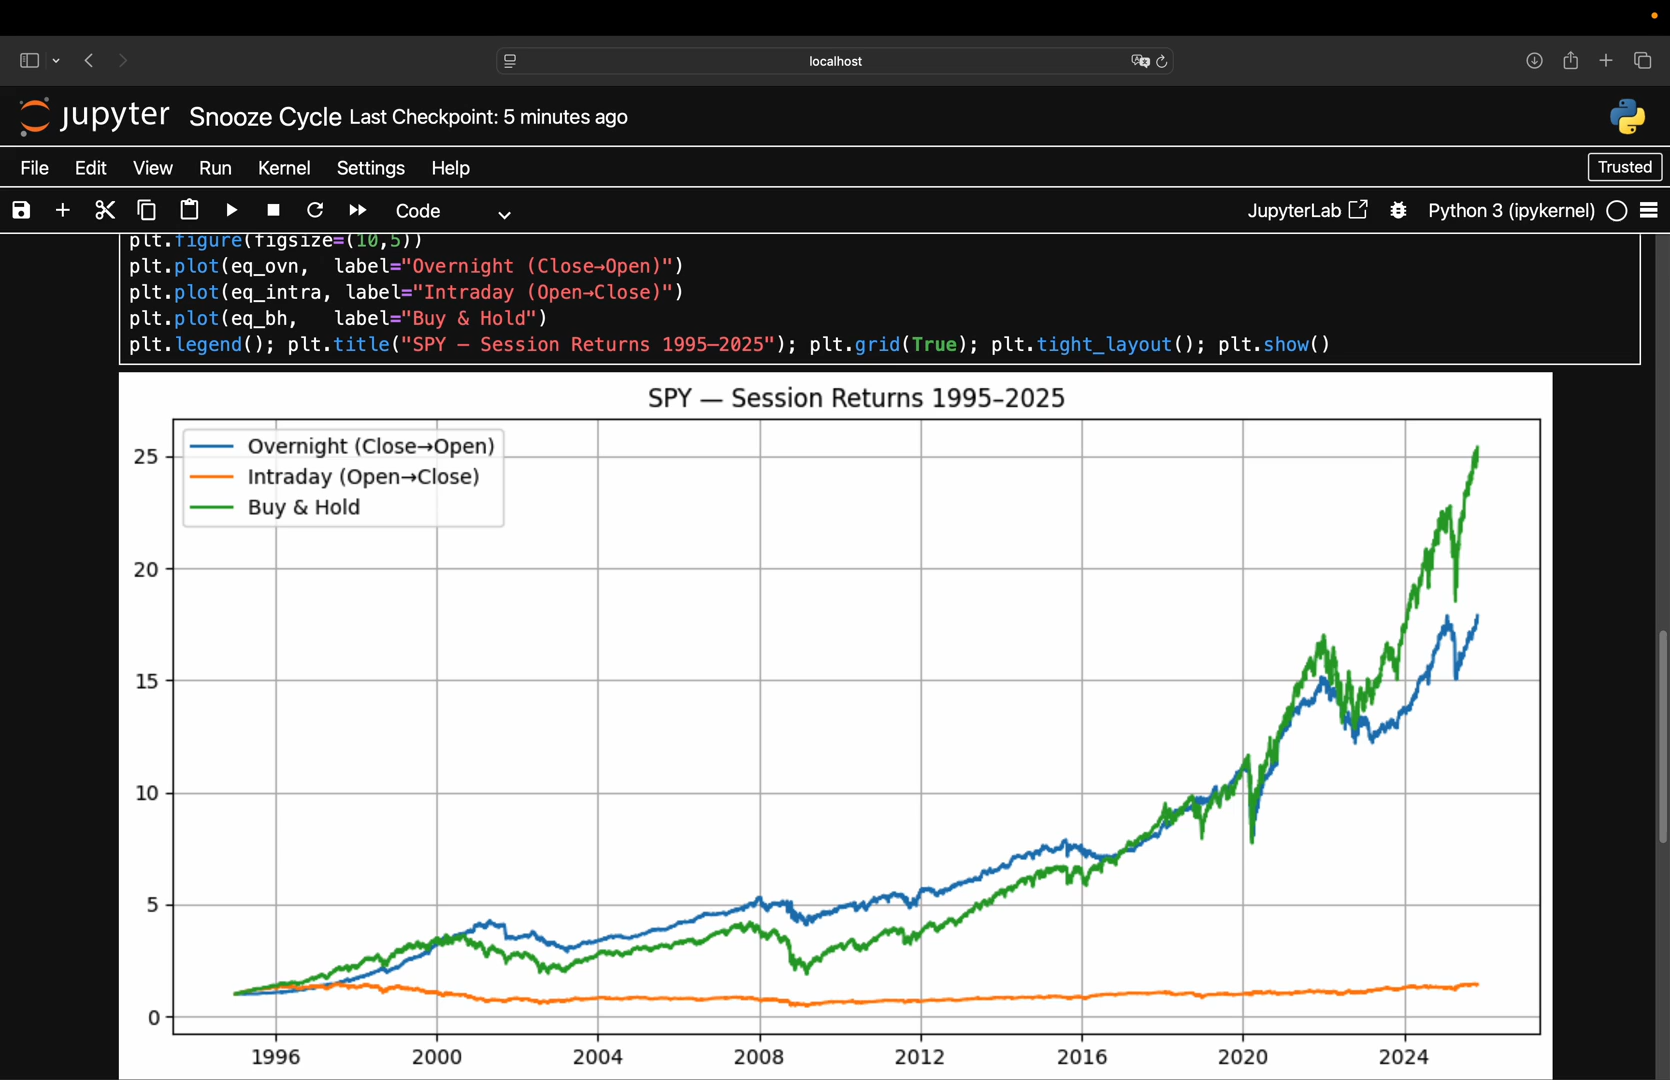 localhost
jupyter Snooze Cycle Last Checkpoint: 5 minutes ago
File Edit View Run Kernel Settings Help Trusted
Code JupyterLab Python 3 (ipykernel)
plt.figure(figsize=(10,5))
plt.plot(eq_ovn,  label="Overnight (Close→Open)")
plt.plot(eq_intra, label="Intraday (Open→Close)")
plt.plot(eq_bh,   label="Buy & Hold")
plt.legend(); plt.title("SPY — Session Returns 1995–2025"); plt.grid(True); plt.tight_layout(); plt.show()
SPY — Session Returns 1995–2025
Overnight (Close→Open)
Intraday (Open→Close)
Buy & Hold
25
20
15
10
5
0
1996 2000 2004 2008 2012 2016 2020 2024